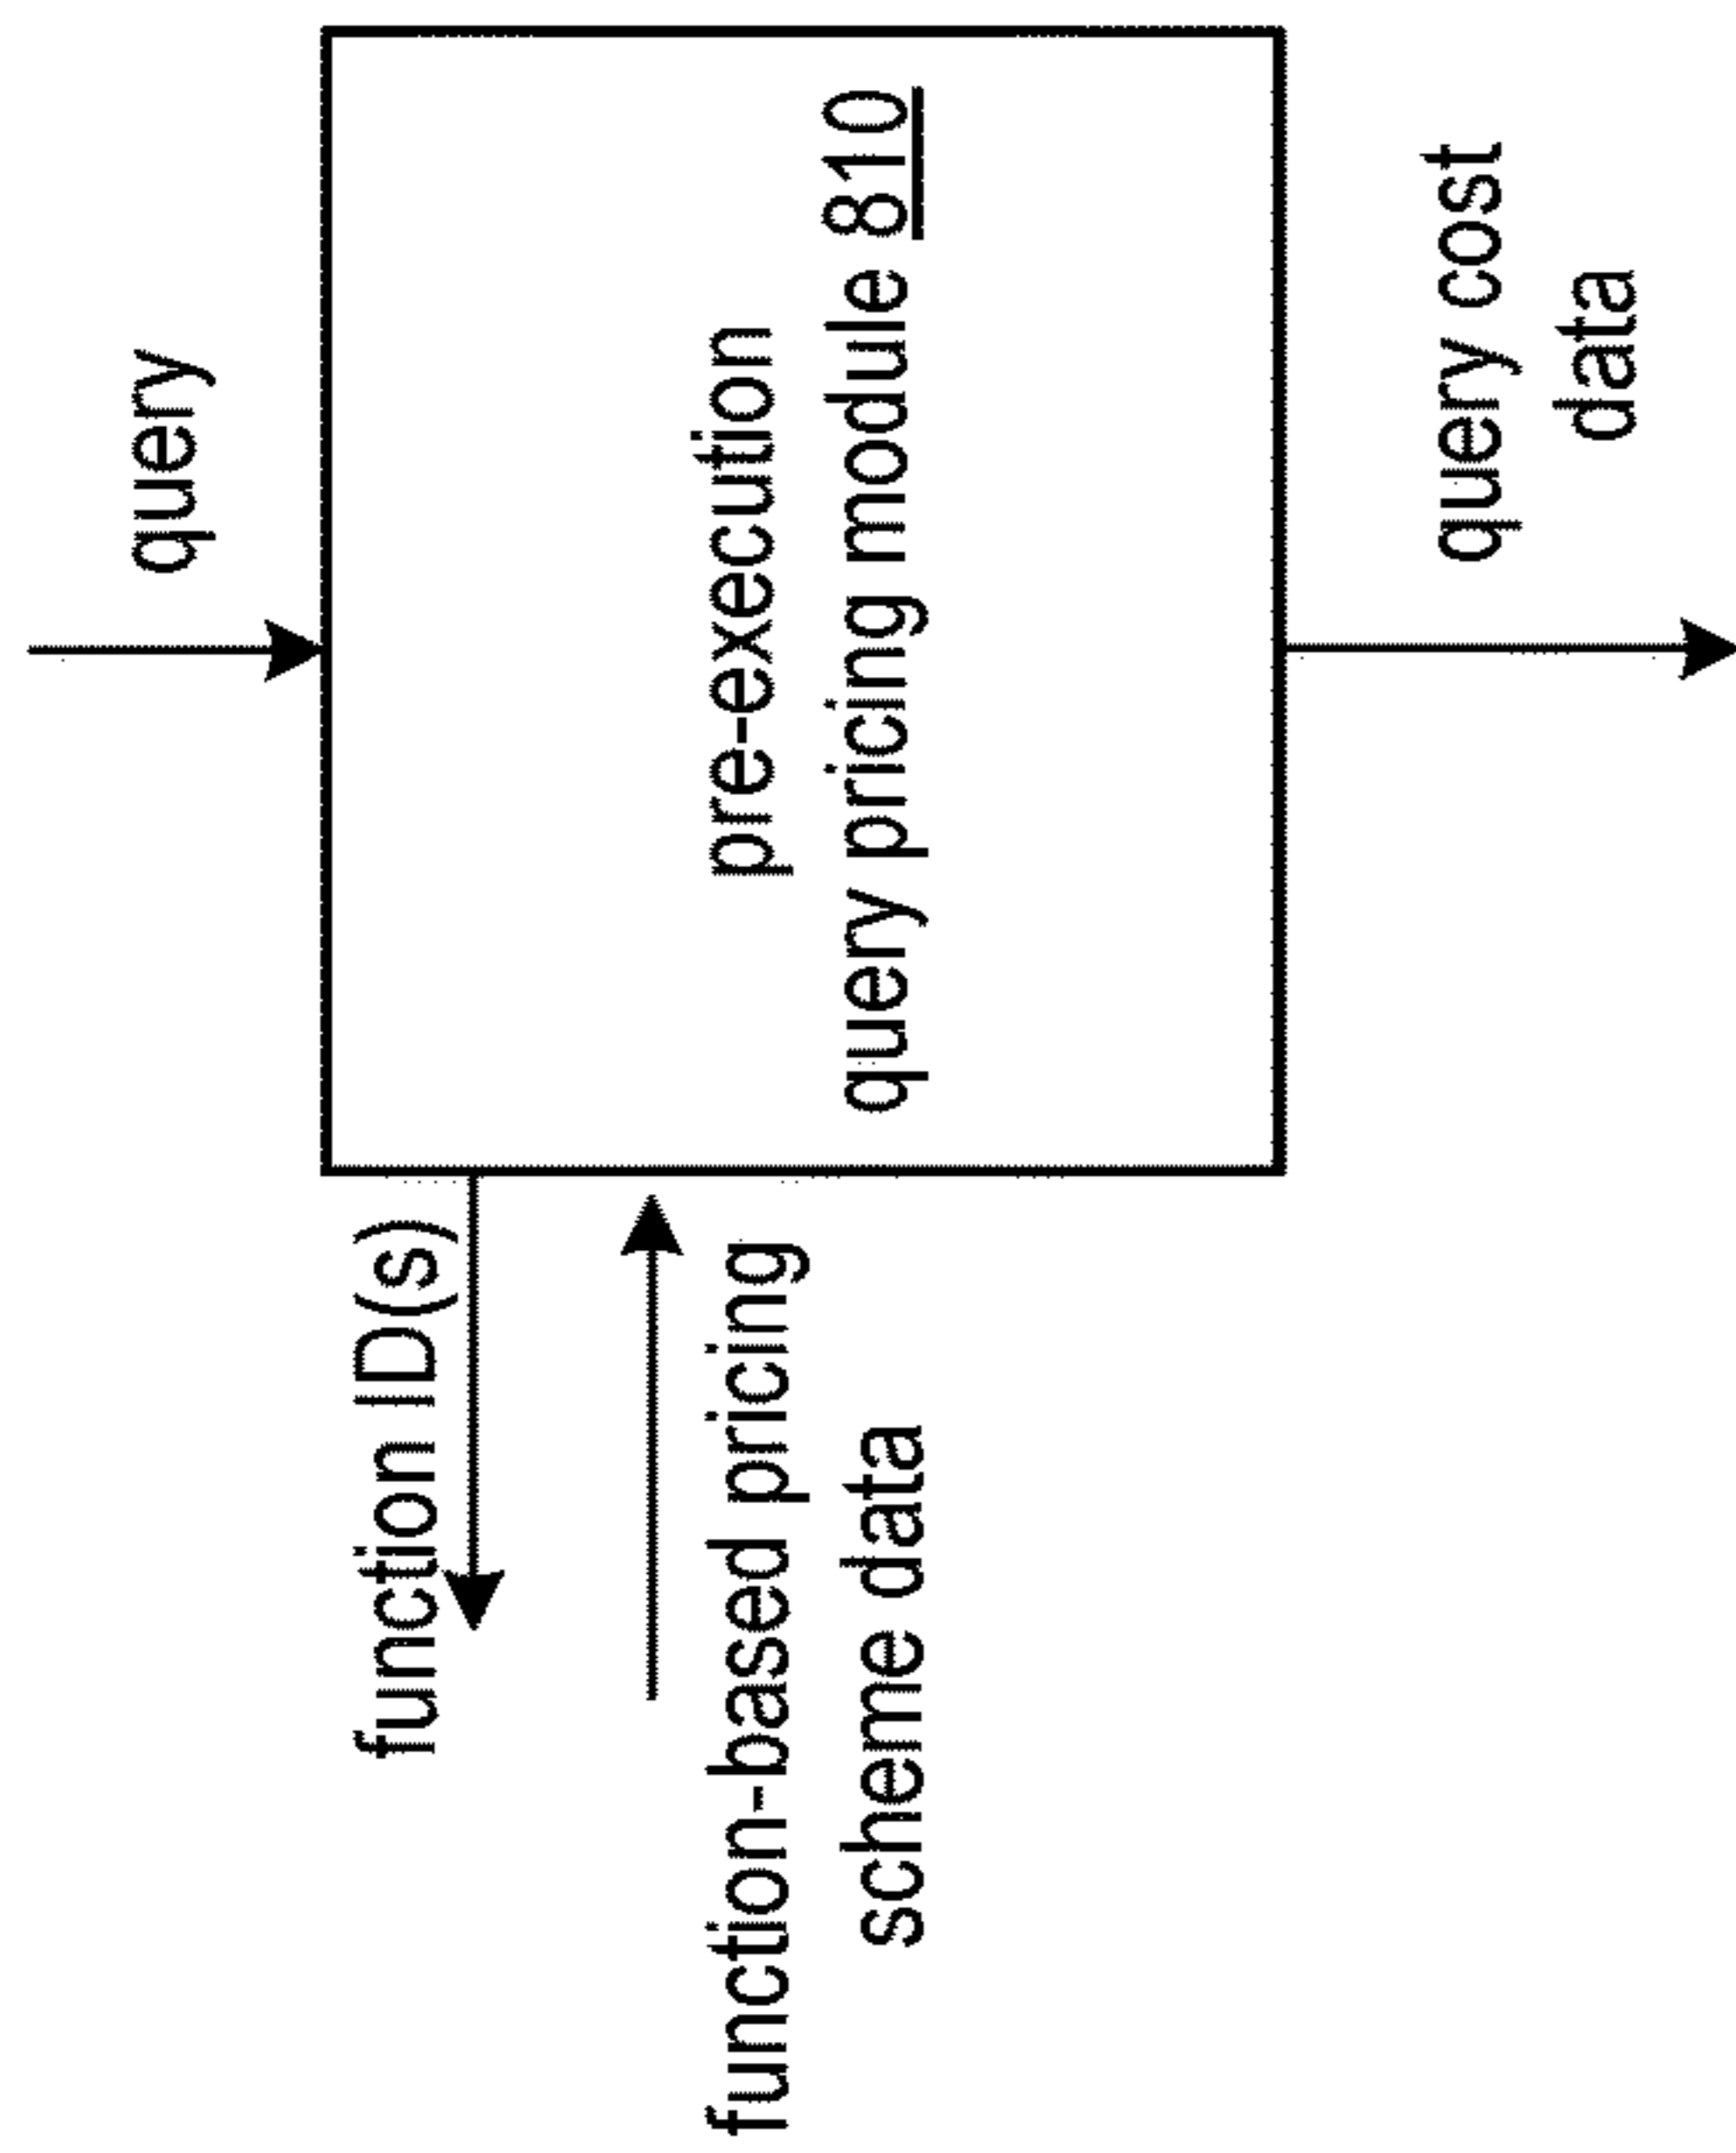 query
function ID(s)
pre-execution
query pricing module 810
function-based pricing
scheme data
query cost
data